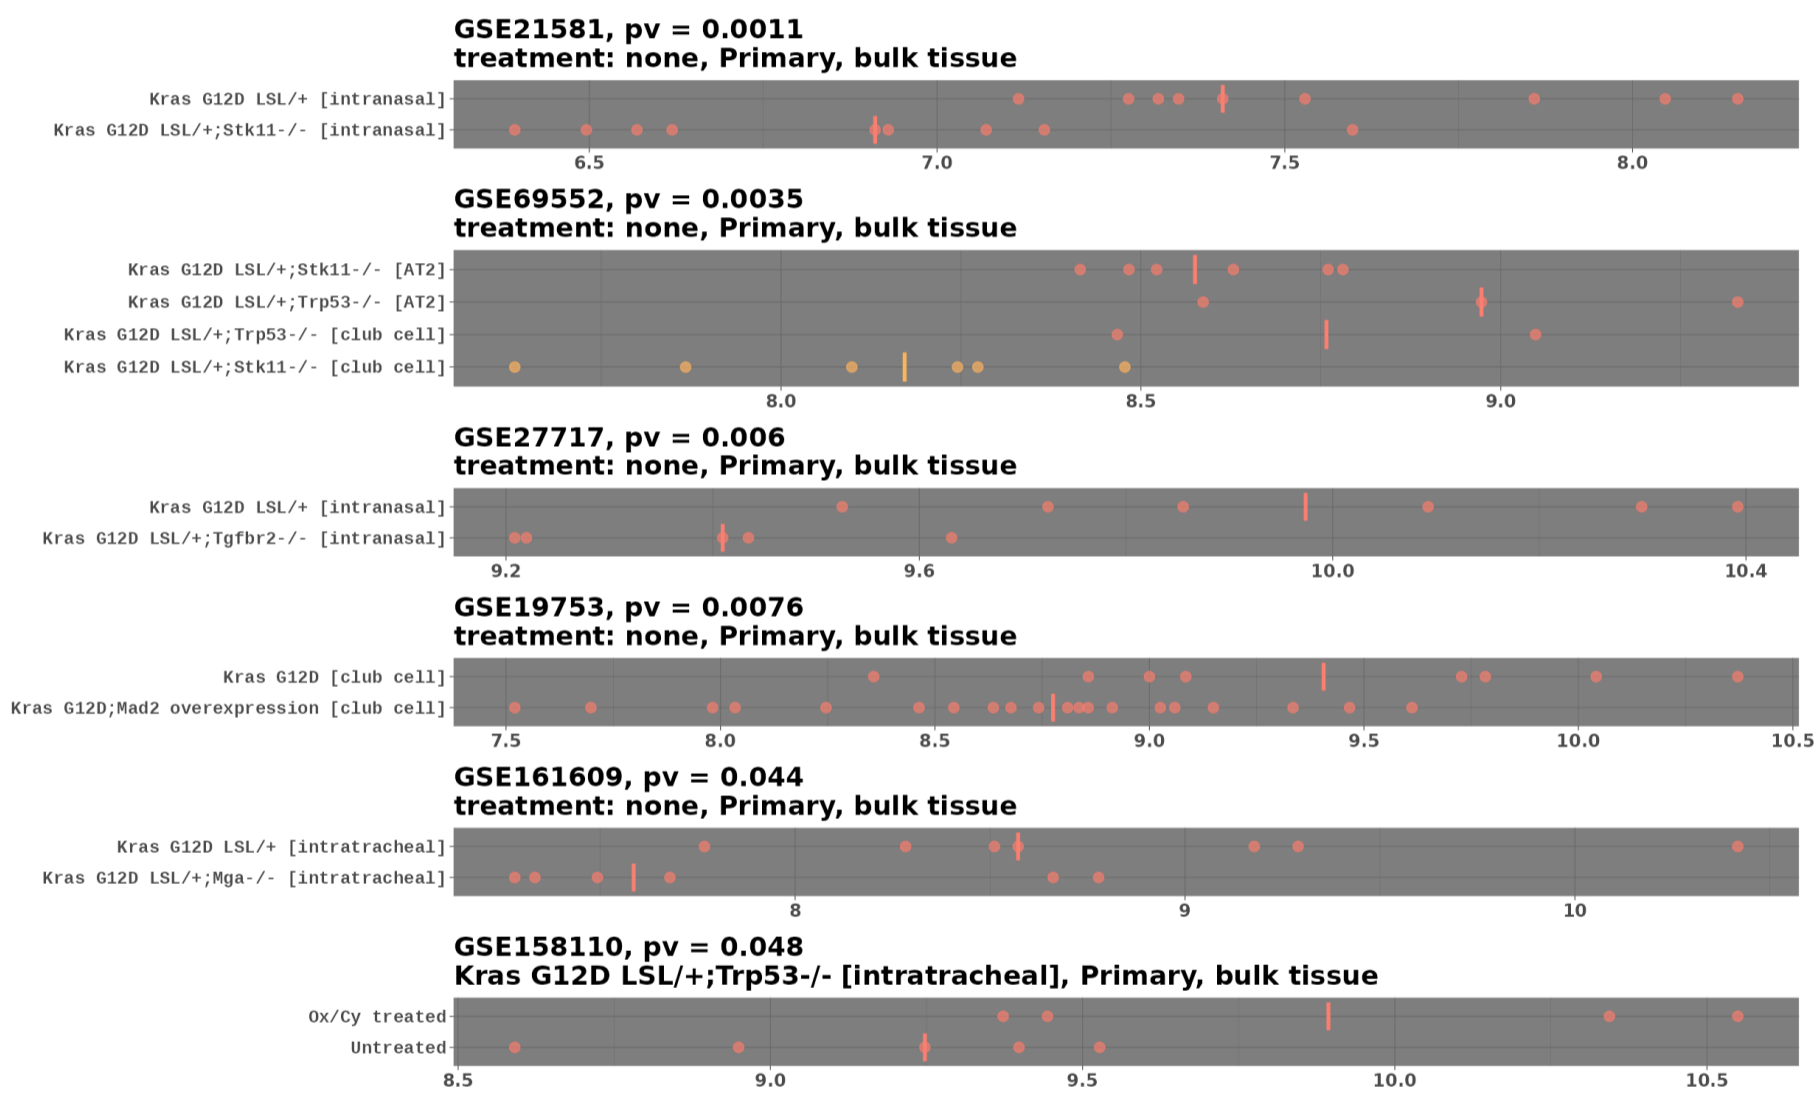 GSE21581, pv = 0.0011
treatment: none, Primary, bulk tissue
Kras G12D LSL/+ [intranasal]
Kras G12D LSL/+;Stk11-/- [intranasal]
6.5 7.0 7.5 8.0
GSE69552, pv = 0.0035
treatment: none, Primary, bulk tissue
Kras G12D LSL/+;Stk11-/- [AT2]
Kras G12D LSL/+;Trp53-/- [AT2]
Kras G12D LSL/+;Trp53-/- [club cell]
Kras G12D LSL/+;Stk11-/- [club cell]
8.0 8.5 9.0
GSE27717, pv = 0.006
treatment: none, Primary, bulk tissue
Kras G12D LSL/+ [intranasal]
Kras G12D LSL/+;Tgfbr2-/- [intranasal]
9.2 9.6 10.0 10.4
GSE19753, pv = 0.0076
treatment: none, Primary, bulk tissue
Kras G12D [club cell]
Kras G12D;Mad2 overexpression [club cell]
7.5 8.0 8.5 9.0 9.5 10.0 10.5
GSE161609, pv = 0.044
treatment: none, Primary, bulk tissue
Kras G12D LSL/+ [intratracheal]
Kras G12D LSL/+;Mga-/- [intratracheal]
8 9 10
GSE158110, pv = 0.048
Kras G12D LSL/+;Trp53-/- [intratracheal], Primary, bulk tissue
Ox/Cy treated
Untreated
8.5 9.0 9.5 10.0 10.5